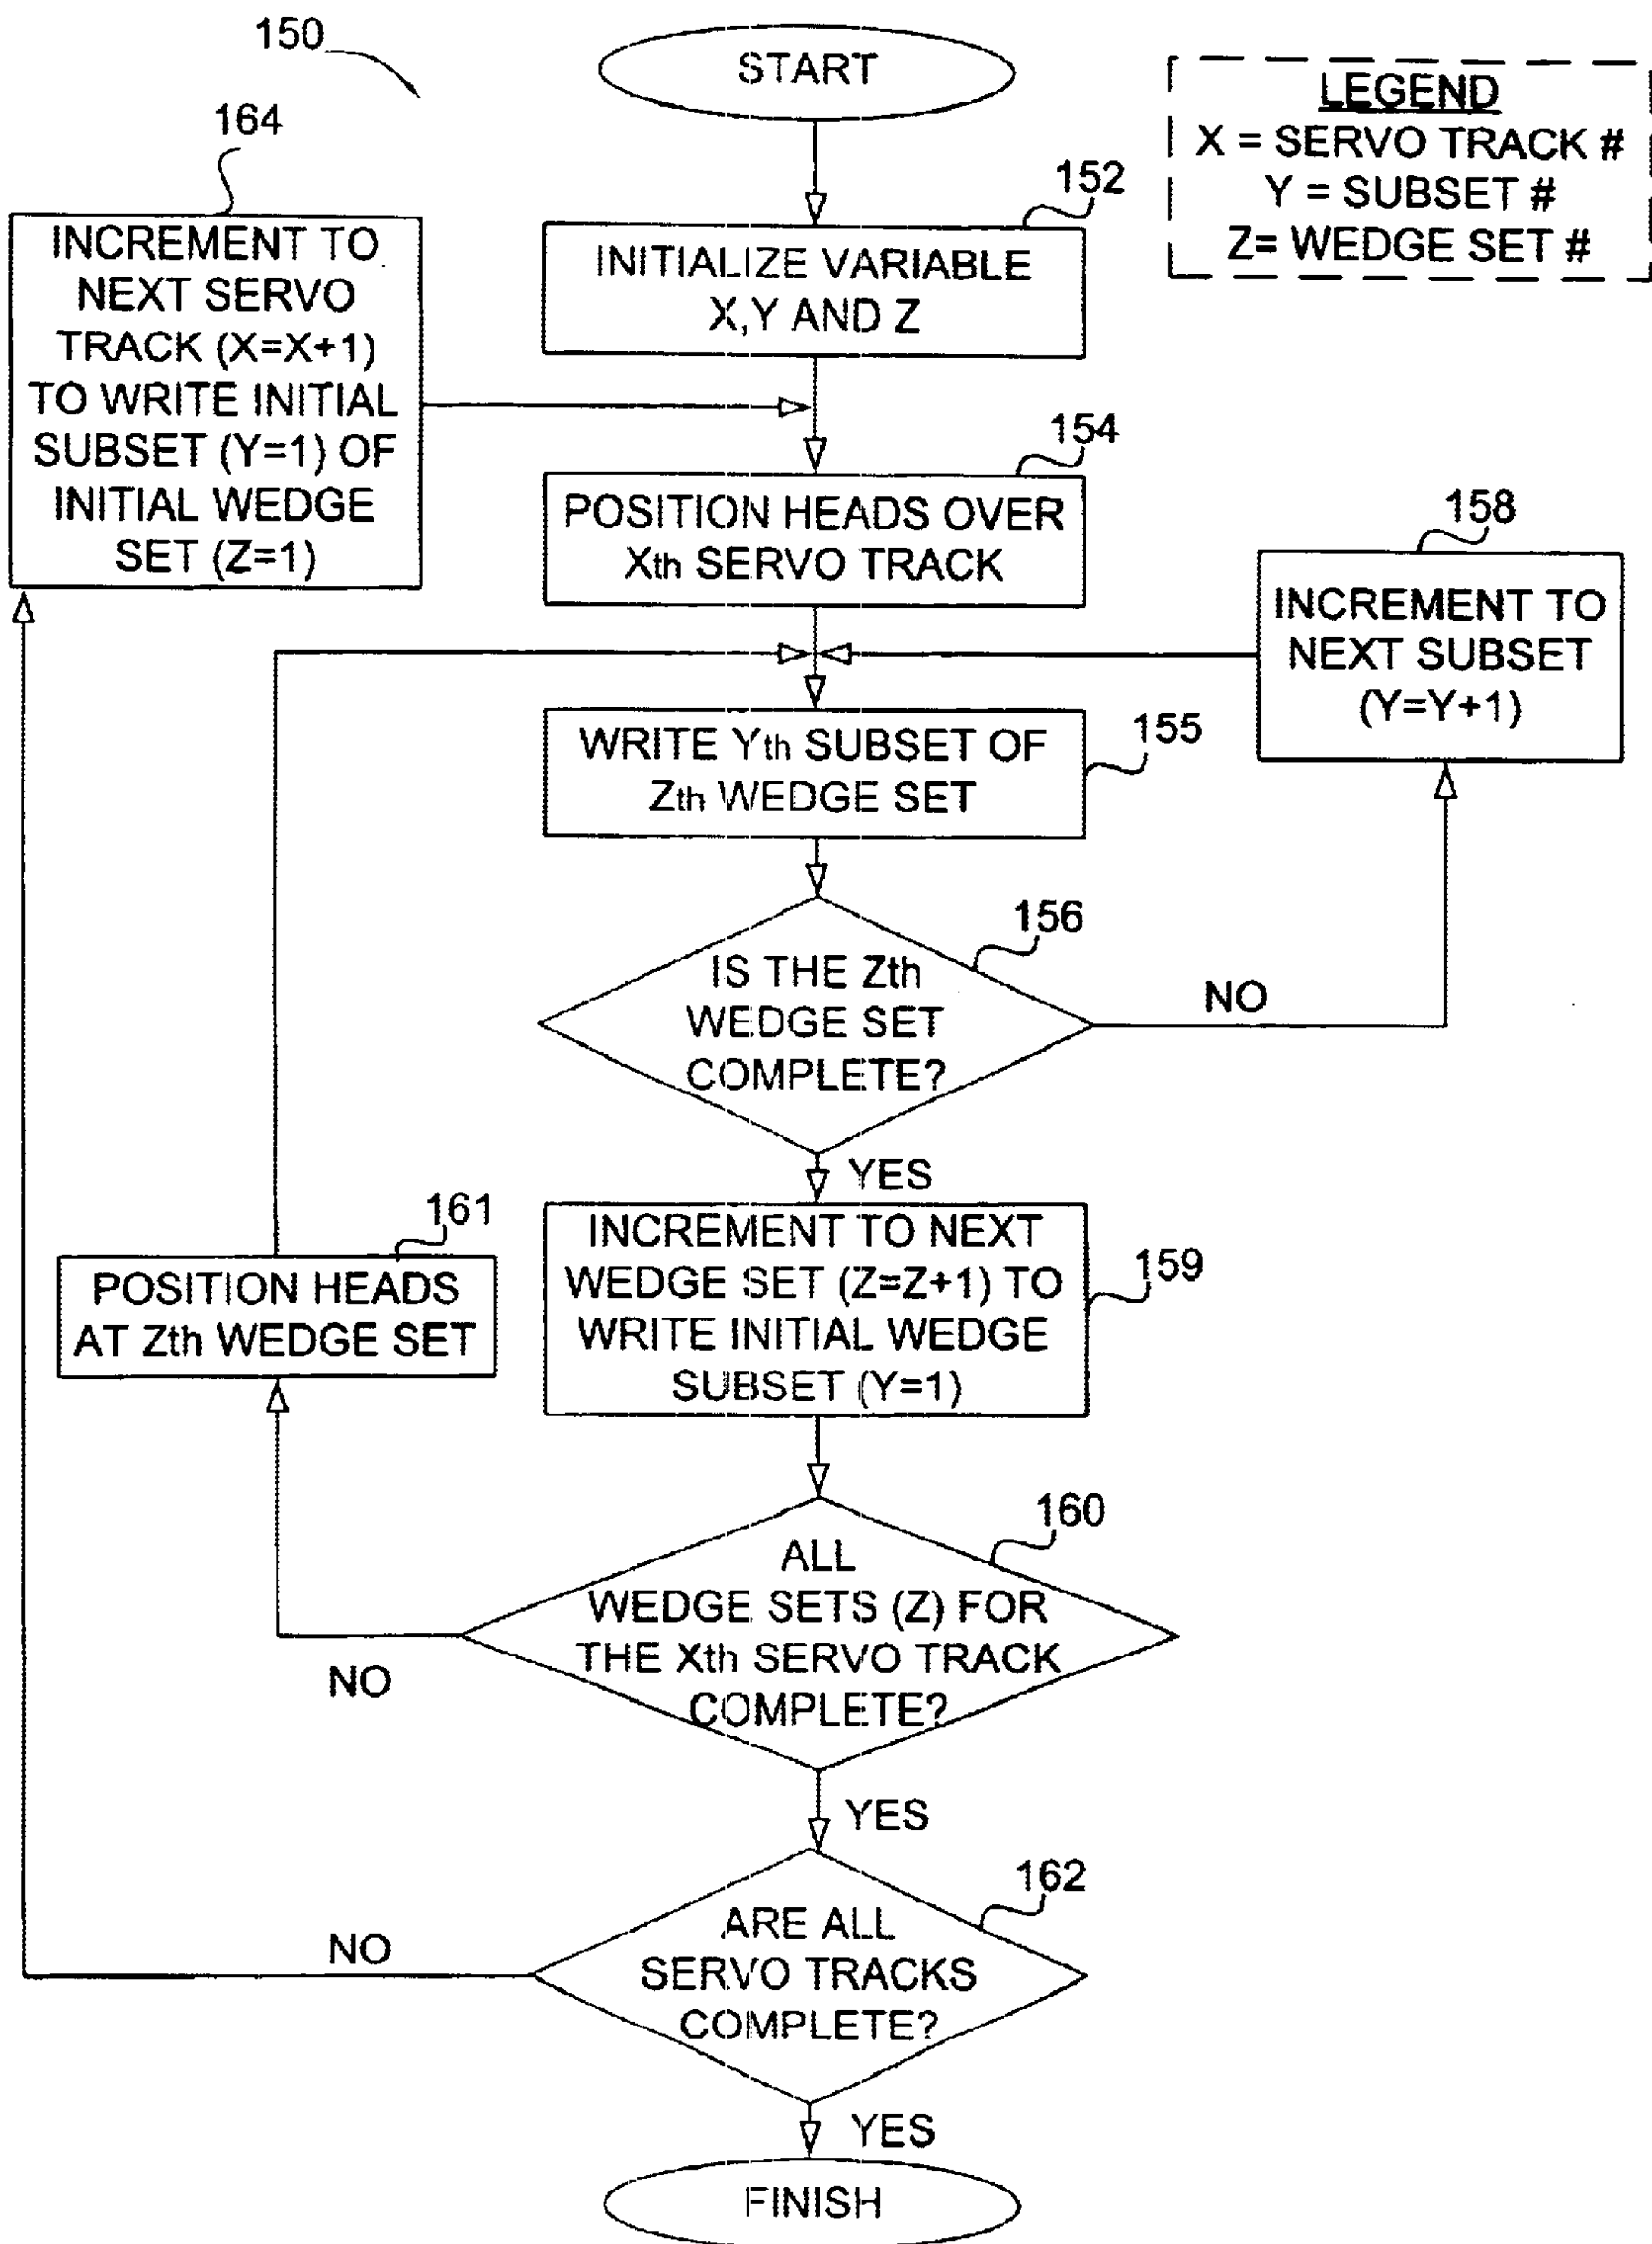 150
START
LEGEND
X = SERVO TRACK #
Y = SUBSET #
Z= WEDGE SET #
164
INCREMENT TO
NEXT SERVO
TRACK (X=X+1)
TO WRITE INITIAL
SUBSET (Y=1) OF
INITIAL WEDGE
SET (Z=1)
152
INITIALIZE VARIABLE
X,Y AND Z
154
POSITION HEADS OVER
Xth SERVO TRACK
158
INCREMENT TO
NEXT SUBSET
(Y=Y+1)
155
WRITE Yth SUBSET OF
Zth WEDGE SET
156
IS THE Zth
WEDGE SET
COMPLETE?
NO
YES
161
POSITION HEADS
AT Zth WEDGE SET
159
INCREMENT TO NEXT
WEDGE SET (Z=Z+1) TO
WRITE INITIAL WEDGE
SUBSET (Y=1)
160
ALL
WEDGE SETS (Z) FOR
THE Xth SERVO TRACK
COMPLETE?
NO
YES
162
ARE ALL
SERVO TRACKS
COMPLETE?
NO
YES
FINISH